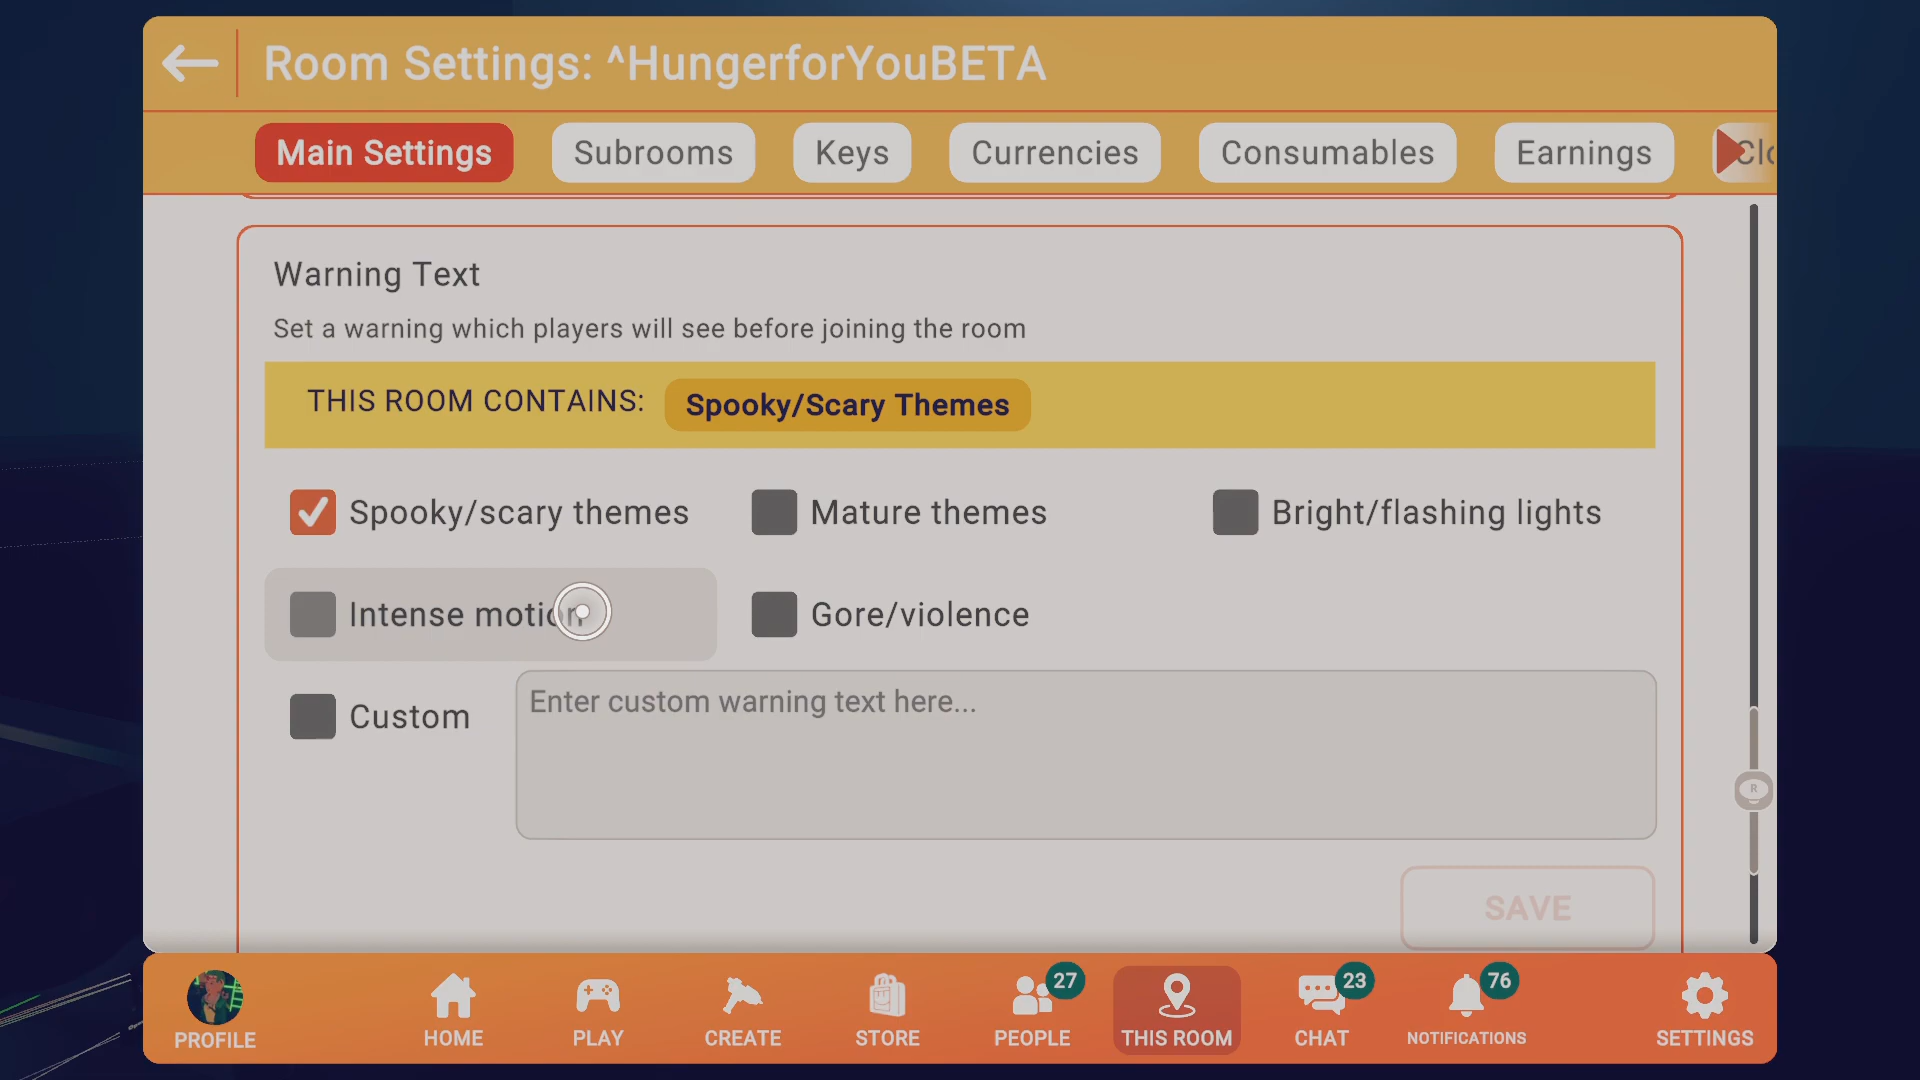 Room Settings: ^HungerforYouBETA
Main Settings Subrooms Keys Currencies Consumables Earnings
Warning Text
Set a warning which players will see before joining the room
THIS ROOM CONTAINS: Spooky/Scary Themes
Spooky/scary themes Mature themes Bright/flashing lights
Intense motion Gore/violence
Custom Enter custom warning text here...
R
SAVE
27 23 76
PROFILE HOME PLAY CREATE STORE PEOPLE THIS ROOM CHAT NOTIFICATIONS SETTINGS